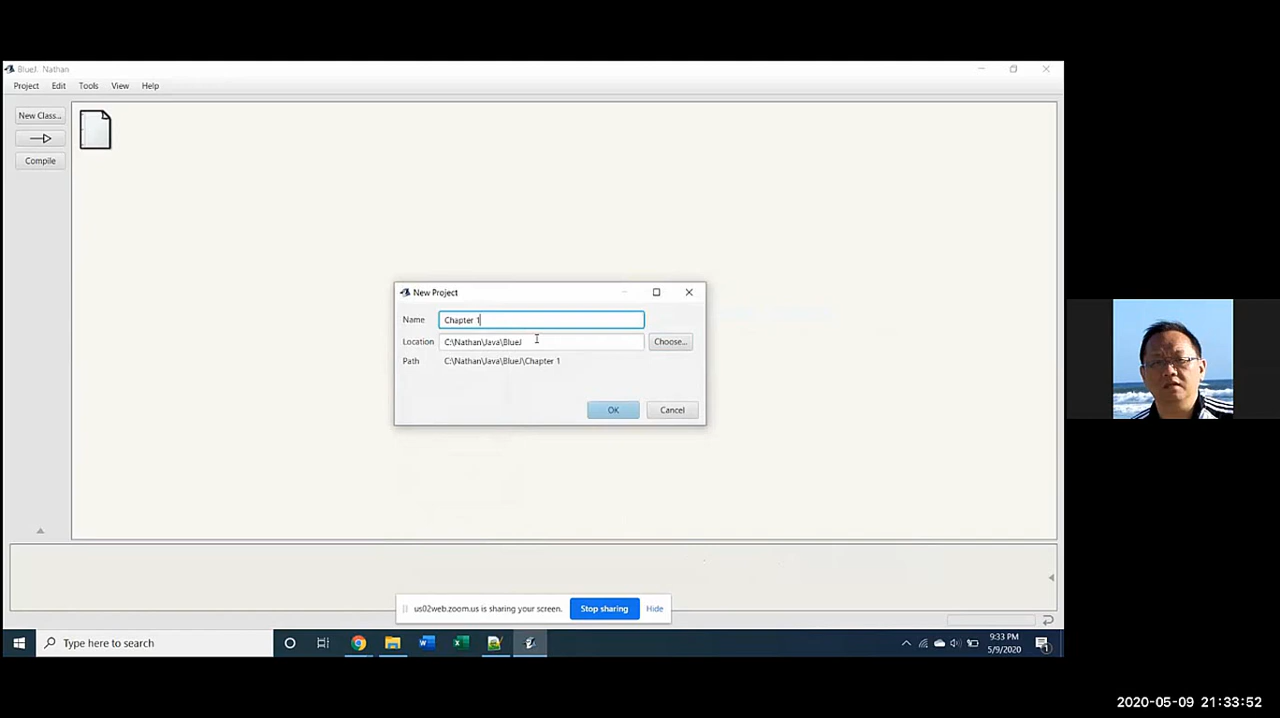 BlueJ: Nathan
Project Edit Tools View Help
New Class...
Compile
New Project
Name Chapter 1
Location C:\Nathan\Java\BlueJ Choose...
Path C:\Nathan\Java\BlueJ\Chapter 1
OK Cancel
us02web.zoom.us is sharing your screen. Stop sharing Hide
Type here to search
9:33 PM
5/9/2020
2020-05-09 21:33:52